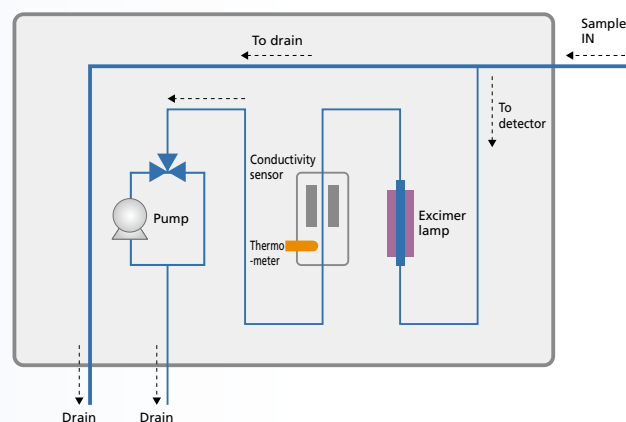 Sample
IN
To drain
To
detector
Conductivity
sensor
Pump
Excimer
lamp
Thermo
-meter
Drain
Drain